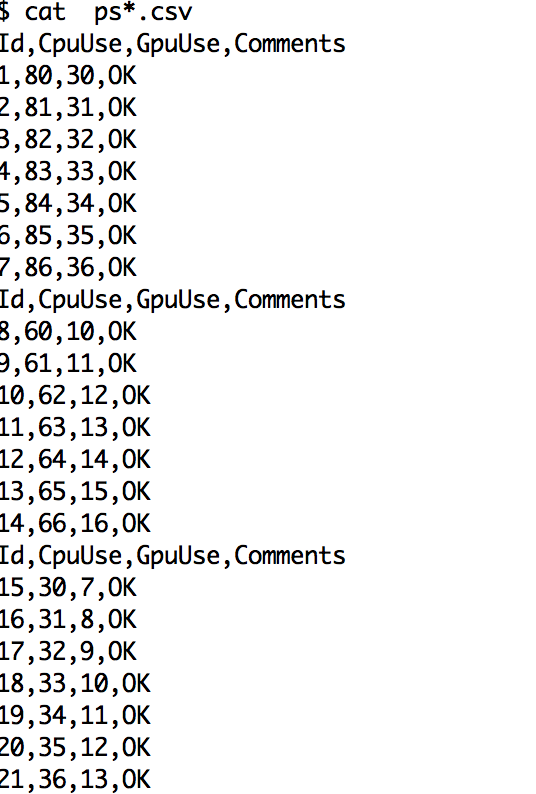 $ cat  ps*.csv
Id,CpuUse,GpuUse,Comments
1,80,30,OK
2,81,31,OK
3,82,32,OK
4,83,33,OK
5,84,34,OK
6,85,35,OK
7,86,36,OK
Id,CpuUse,GpuUse,Comments
8,60,10,OK
9,61,11,OK
10,62,12,OK
11,63,13,OK
12,64,14,OK
13,65,15,OK
14,66,16,OK
Id,CpuUse,GpuUse,Comments
15,30,7,OK
16,31,8,OK
17,32,9,OK
18,33,10,OK
19,34,11,OK
20,35,12,OK
21,36,13,OK